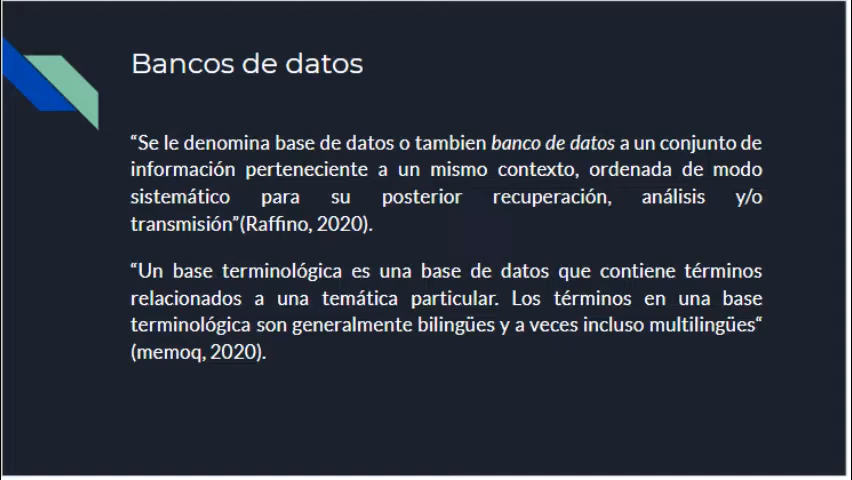 Bancos de datos
“Se le denomina base de datos o tambien banco de datos a un conjunto de
información perteneciente a un mismo contexto, ordenada de modo
sistemático para su posterior recuperación, análisis y/o
transmisión”(Raffino, 2020).
“Un base terminológica es una base de datos que contiene términos
relacionados a una temática particular. Los términos en una base
terminológica son generalmente bilingües y a veces incluso multilingües“
(memoq, 2020).